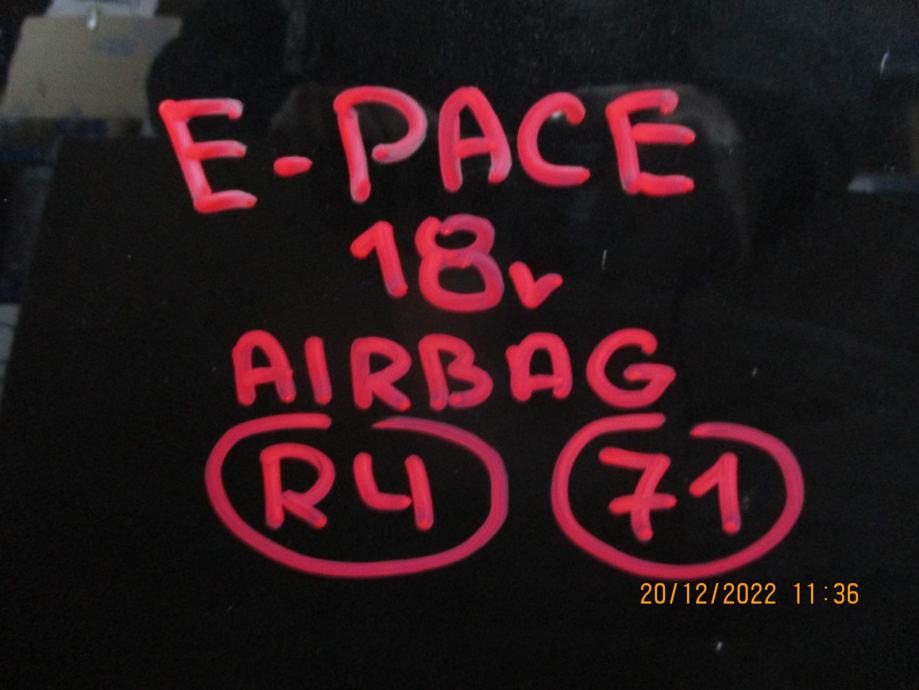 E-PACE
18v
AIRBAG
R4 71
20/12/2022 11:36